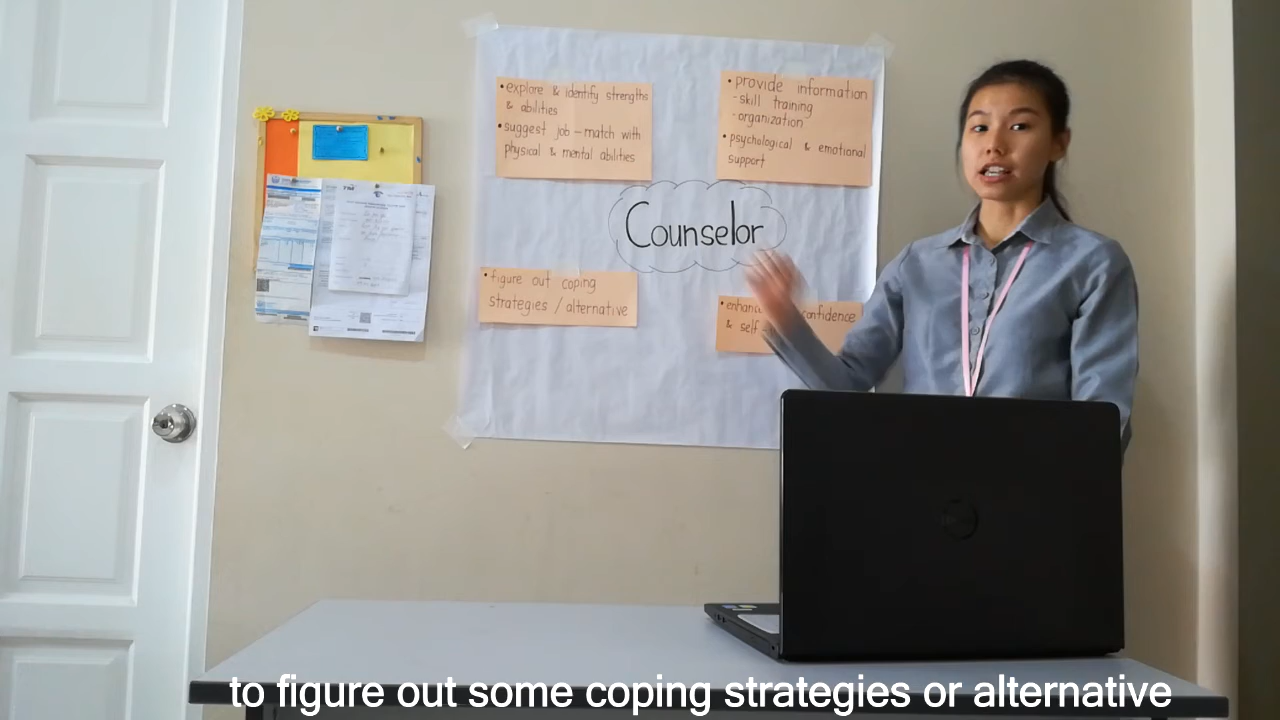 • explore & identify strengths
& abilities
• suggest job – match with
physical & mental abilities
• provide information
- skill training
- organization
• psychological & emotional
support
Counselor
• figure out coping
strategies / alternative
confidence
& self
to figure out some coping strategies or alternative